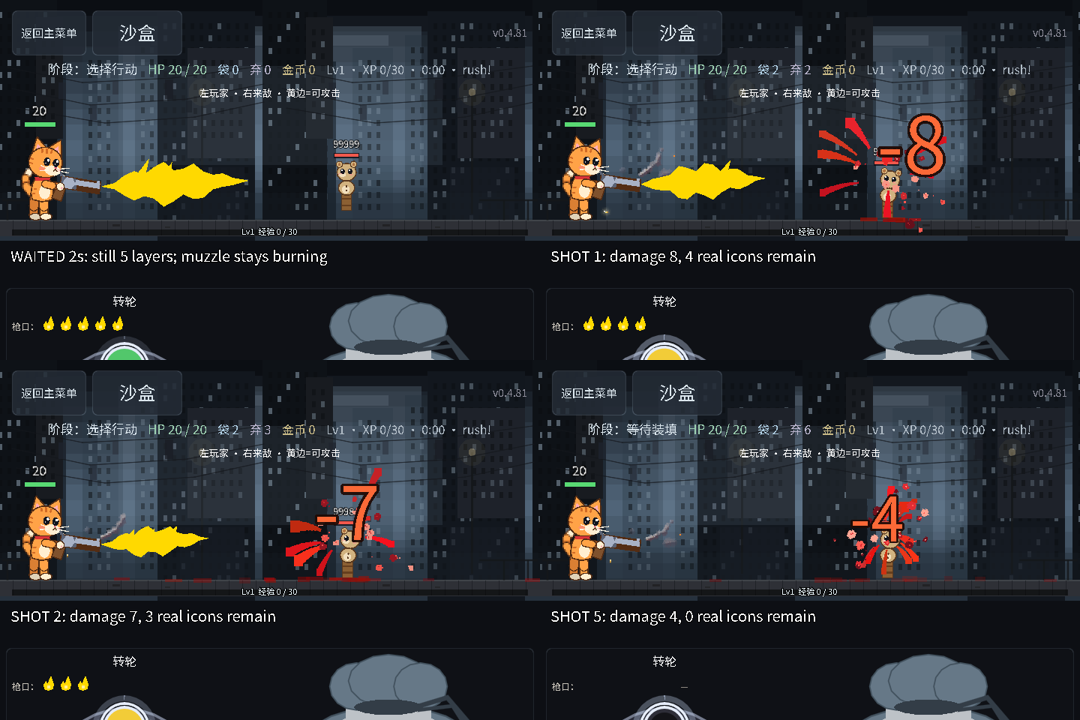 返回主菜单 沙盒 v0.4.81
阶段：选择行动 HP 20 / 20 袋 0 弃 0 金币 0 Lv1 · XP 0/30 · 0:00 · rush!
左玩家 · 右来敌 · 黄边=可攻击
20
99999
Lv1 经验 0 / 30
WAITED 2s: still 5 layers; muzzle stays burning
转轮
枪口:
返回主菜单 沙盒 v0.4.81
阶段：选择行动 HP 20 / 20 袋 2 弃 2 金币 0 Lv1 · XP 0/30 · 0:00 · rush!
左玩家 · 右来敌 · 黄边=可攻击
20
-8
Lv1 经验 0 / 30
SHOT 1: damage 8, 4 real icons remain
转轮
枪口:
返回主菜单 沙盒 v0.4.81
阶段：选择行动 HP 20 / 20 袋 2 弃 3 金币 0 Lv1 · XP 0/30 · 0:00 · rush!
左玩家 · 右来敌 · 黄边=可攻击
20
-7
Lv1 经验 0 / 30
SHOT 2: damage 7, 3 real icons remain
转轮
枪口:
返回主菜单 沙盒 v0.4.81
阶段：等待装填 HP 20 / 20 袋 2 弃 6 金币 0 Lv1 · XP 0/30 · 0:00 · rush!
左玩家 · 右来敌 · 黄边=可攻击
20
-4
Lv1 经验 0 / 30
SHOT 5: damage 4, 0 real icons remain
转轮
枪口: —